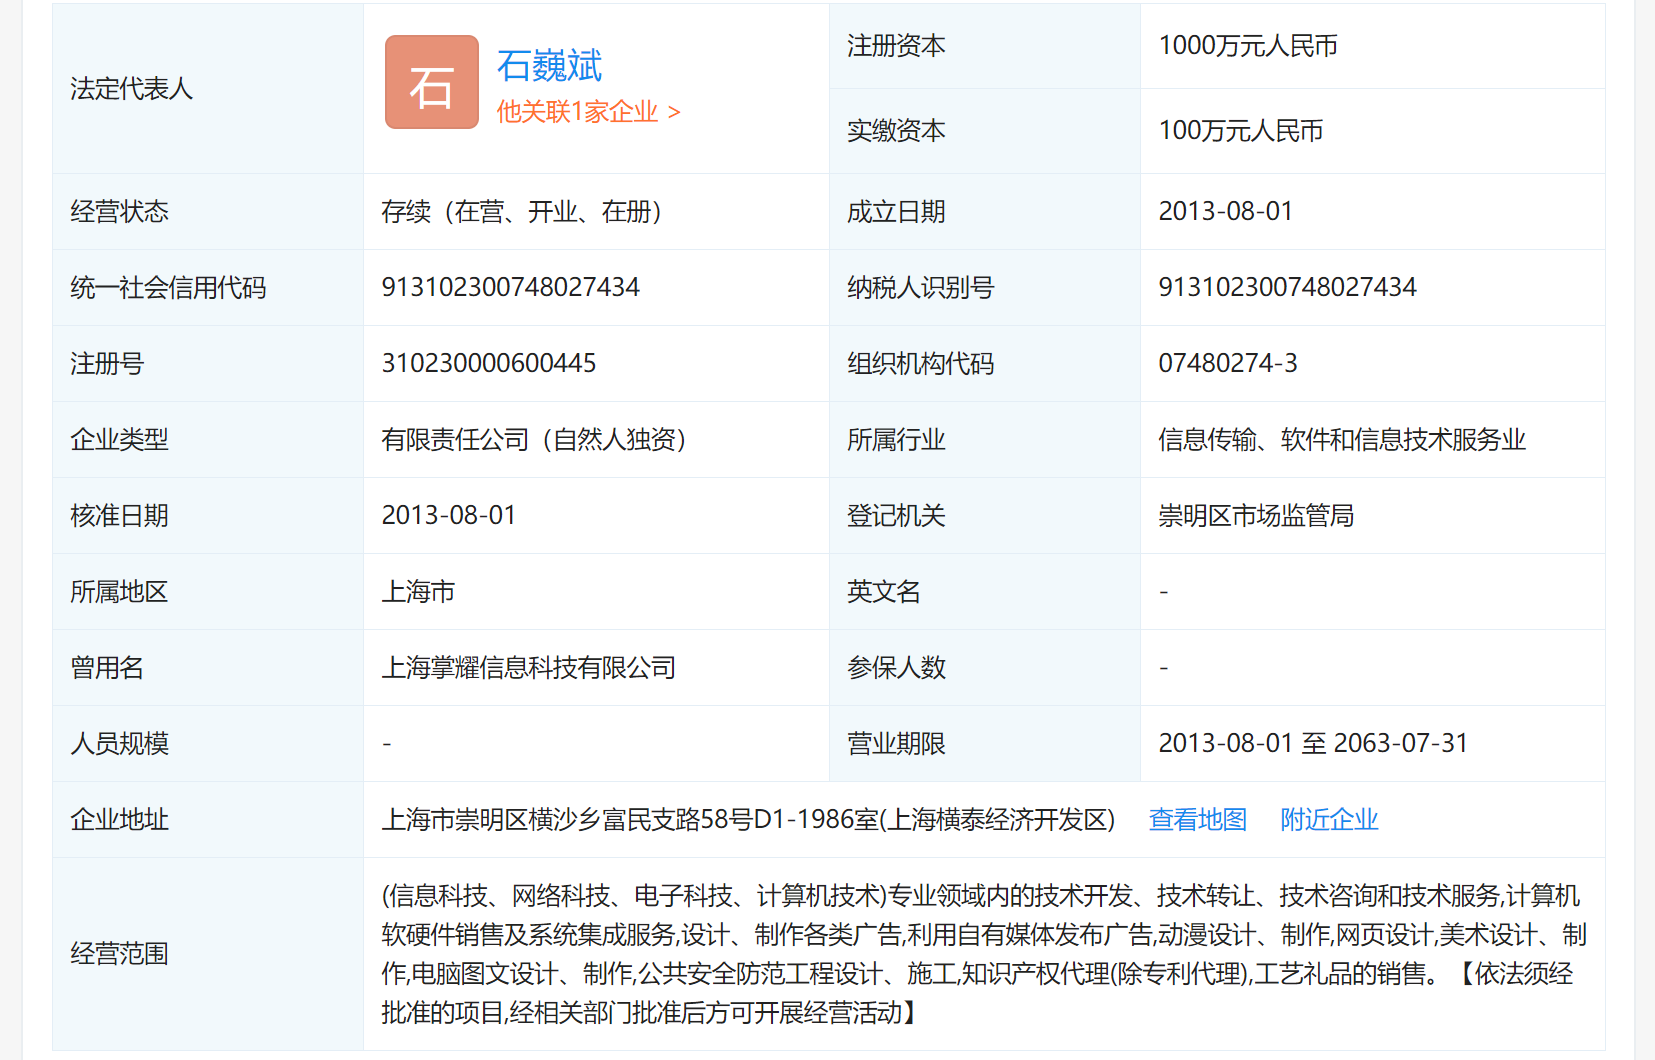 法定代表人
石
石巍斌
他关联1家企业 >
注册资本
1000万元人民币
实缴资本
100万元人民币
经营状态
存续（在营、开业、在册）
成立日期
2013-08-01
统一社会信用代码
913102300748027434
纳税人识别号
913102300748027434
注册号
310230000600445
组织机构代码
07480274-3
企业类型
有限责任公司（自然人独资）
所属行业
信息传输、软件和信息技术服务业
核准日期
2013-08-01
登记机关
崇明区市场监管局
所属地区
上海市
英文名
-
曾用名
上海掌耀信息科技有限公司
参保人数
-
人员规模
-
营业期限
2013-08-01 至 2063-07-31
企业地址
上海市崇明区横沙乡富民支路58号D1-1986室(上海横泰经济开发区) 查看地图 附近企业
经营范围
(信息科技、网络科技、电子科技、计算机技术)专业领域内的技术开发、技术转让、技术咨询和技术服务,计算机
软硬件销售及系统集成服务,设计、制作各类广告,利用自有媒体发布广告,动漫设计、制作,网页设计,美术设计、制
作,电脑图文设计、制作,公共安全防范工程设计、施工,知识产权代理(除专利代理),工艺礼品的销售。【依法须经
批准的项目,经相关部门批准后方可开展经营活动】